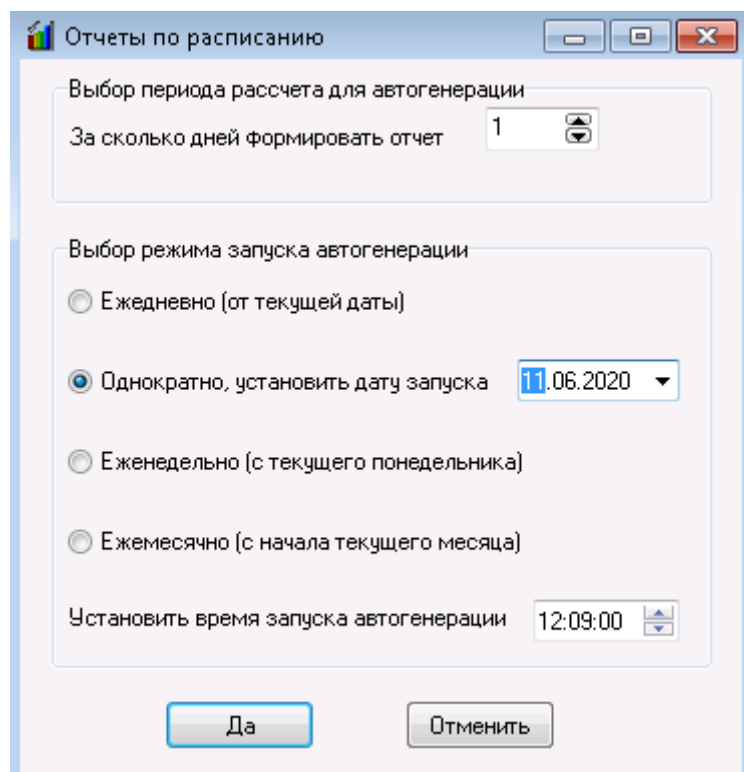 Отчеты по расписанию
Выбор периода рассчета для автогенерации
За сколько дней формировать отчет 1
Выбор режима запуска автогенерации
Ежедневно (от текущей даты)
Однократно, установить дату запуска 11.06.2020
Еженедельно (с текущего понедельника)
Ежемесячно (с начала текущего месяца)
Установить время запуска автогенерации 12:09:00
Да Отменить